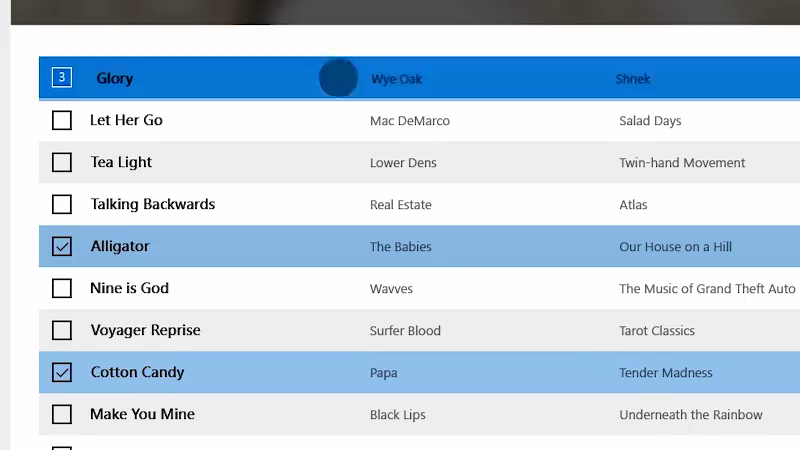 3 Glory Wye Oak Shnek
Let Her Go Mac DeMarco Salad Days
Tea Light Lower Dens Twin-hand Movement
Talking Backwards Real Estate Atlas
Alligator The Babies Our House on a Hill
Nine is God Wavves The Music of Grand Theft Auto
Voyager Reprise Surfer Blood Tarot Classics
Cotton Candy Papa Tender Madness
Make You Mine Black Lips Underneath the Rainbow